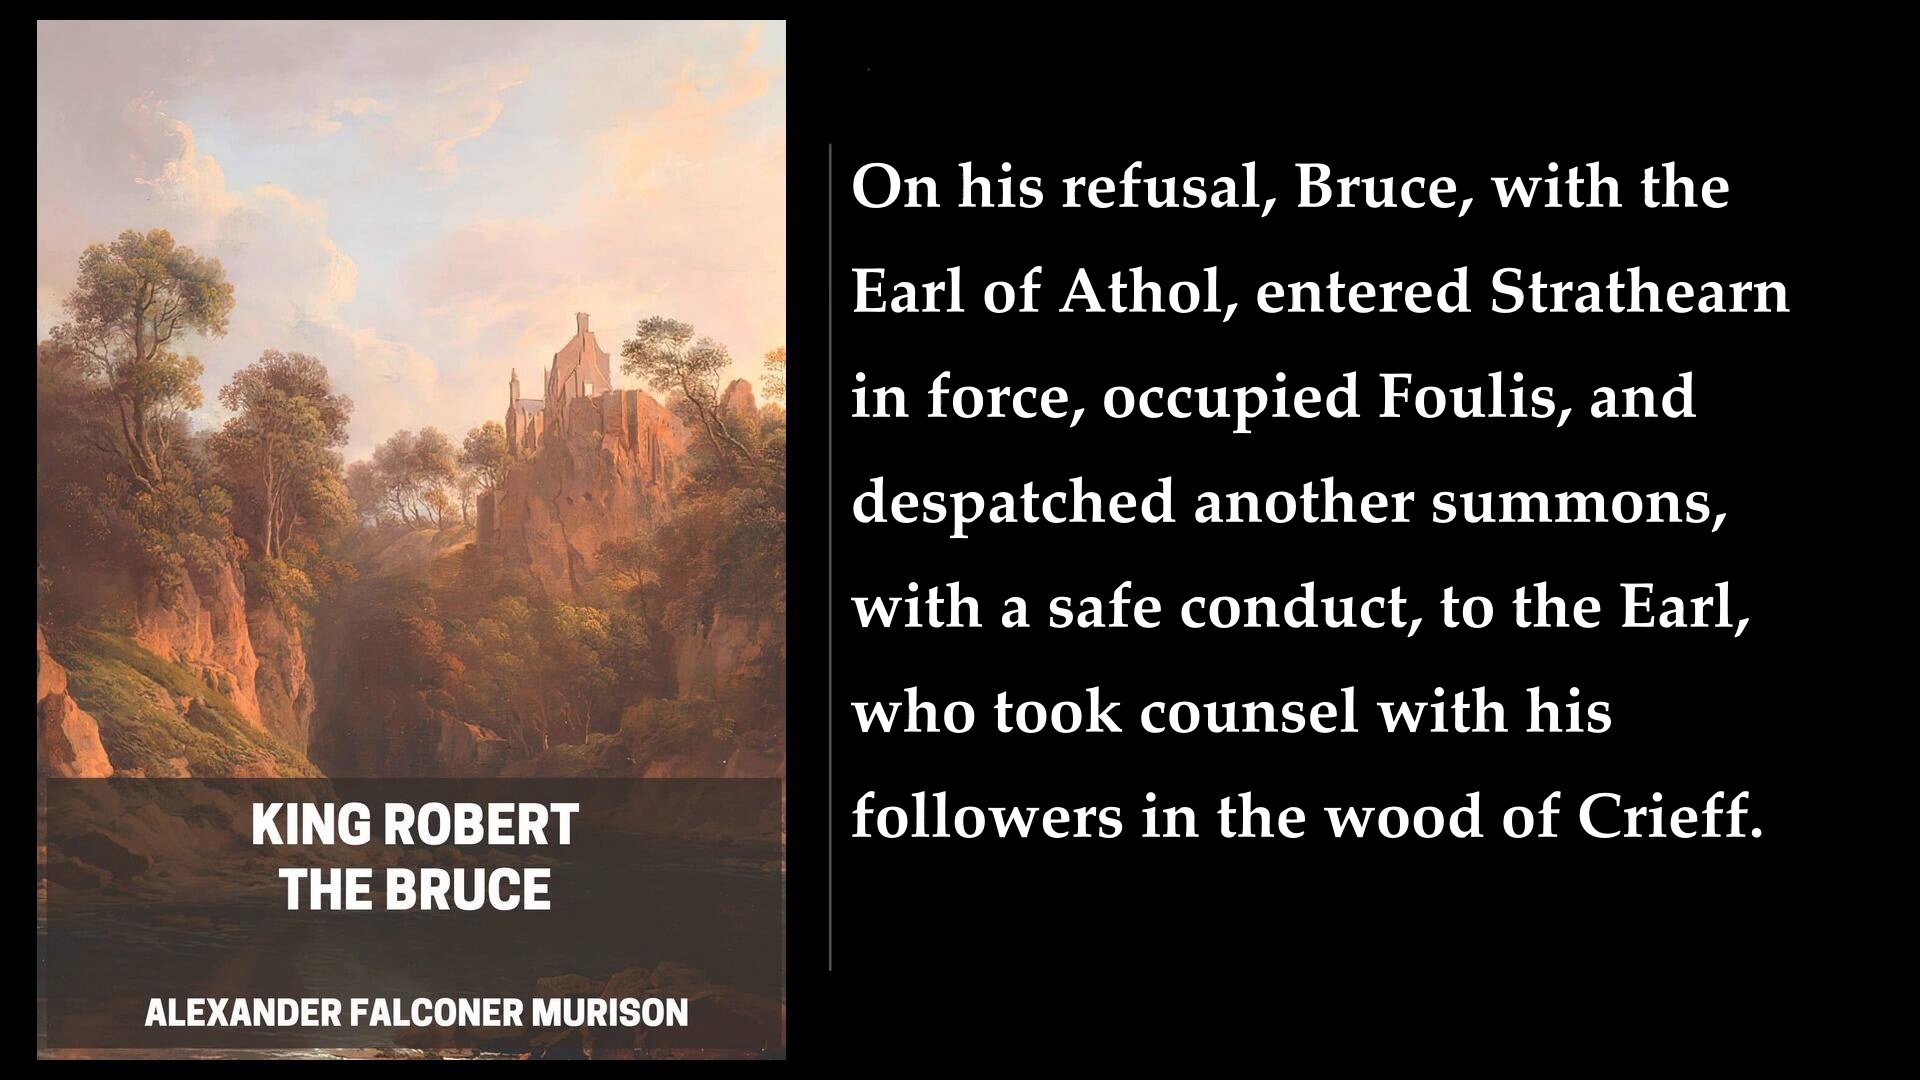 KING ROBERT
THE BRUCE
ALEXANDER FALCONER MURISON
On his refusal, Bruce, with the
Earl of Athol, entered Strathearn
in force, occupied Foulis, and
despatched another summons,
with a safe conduct, to the Earl,
who took counsel with his
followers in the wood of Crieff.